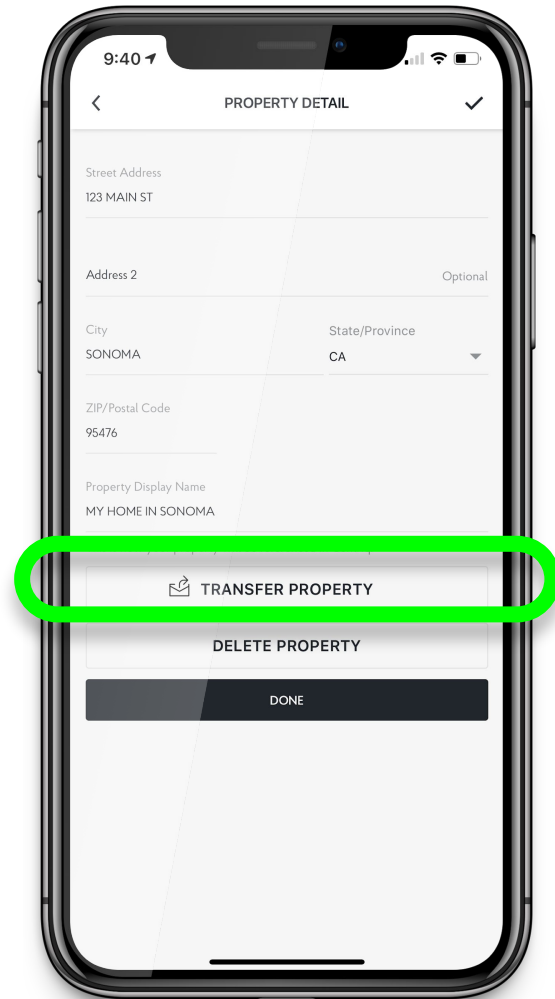 9:40
PROPERTY DETAIL
Street Address
123 MAIN ST
Address 2 Optional
City State/Province
SONOMA CA
ZIP/Postal Code
95476
Property Display Name
MY HOME IN SONOMA
TRANSFER PROPERTY
DELETE PROPERTY
DONE